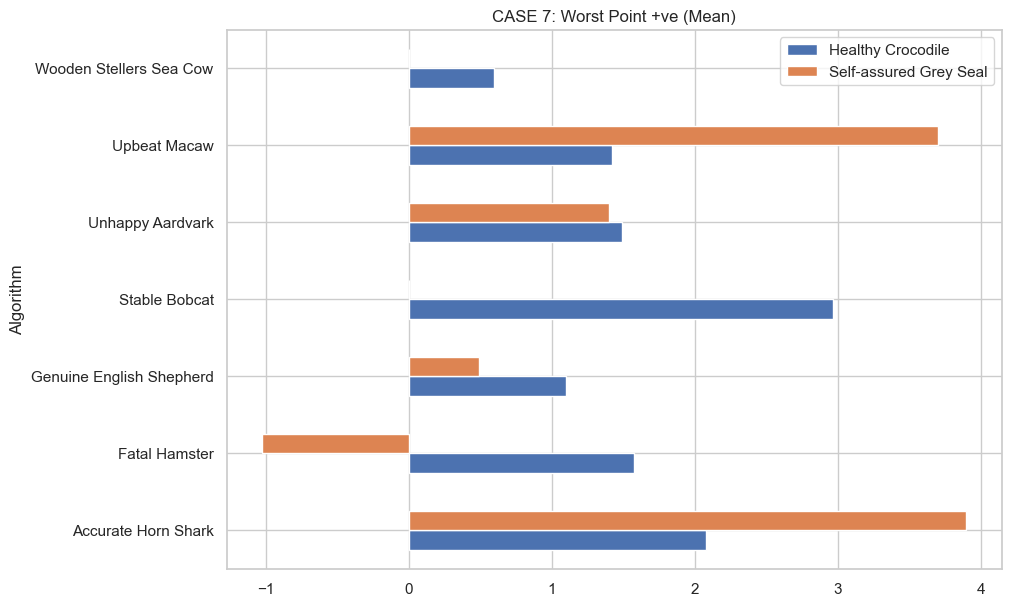 CASE 7: Worst Point +ve (Mean)
Healthy Crocodile
Self-assured Grey Seal
Wooden Stellers Sea Cow
Upbeat Macaw
Unhappy Aardvark
Stable Bobcat
Genuine English Shepherd
Fatal Hamster
Accurate Horn Shark
Algorithm
−1 0 1 2 3 4